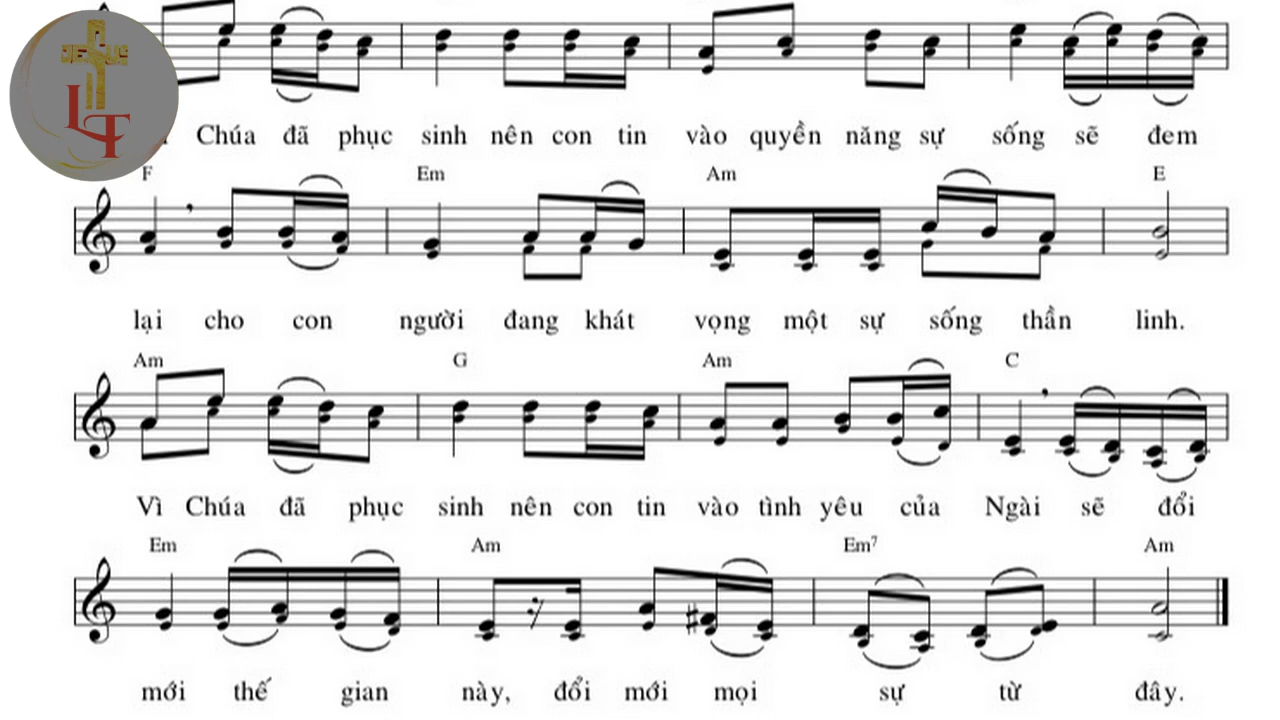 JESUS
LT
Chúa đã phục sinh nên con tin vào quyền năng sự sống sẽ đem
F Em Am E
lại cho con người đang khát vọng một sự sống thần linh.
Am G Am C
Vì Chúa đã phục sinh nên con tin vào tình yêu của Ngài sẽ đổi
Em Am Em7 Am
mới thế gian này, đổi mới mọi sự từ đây.